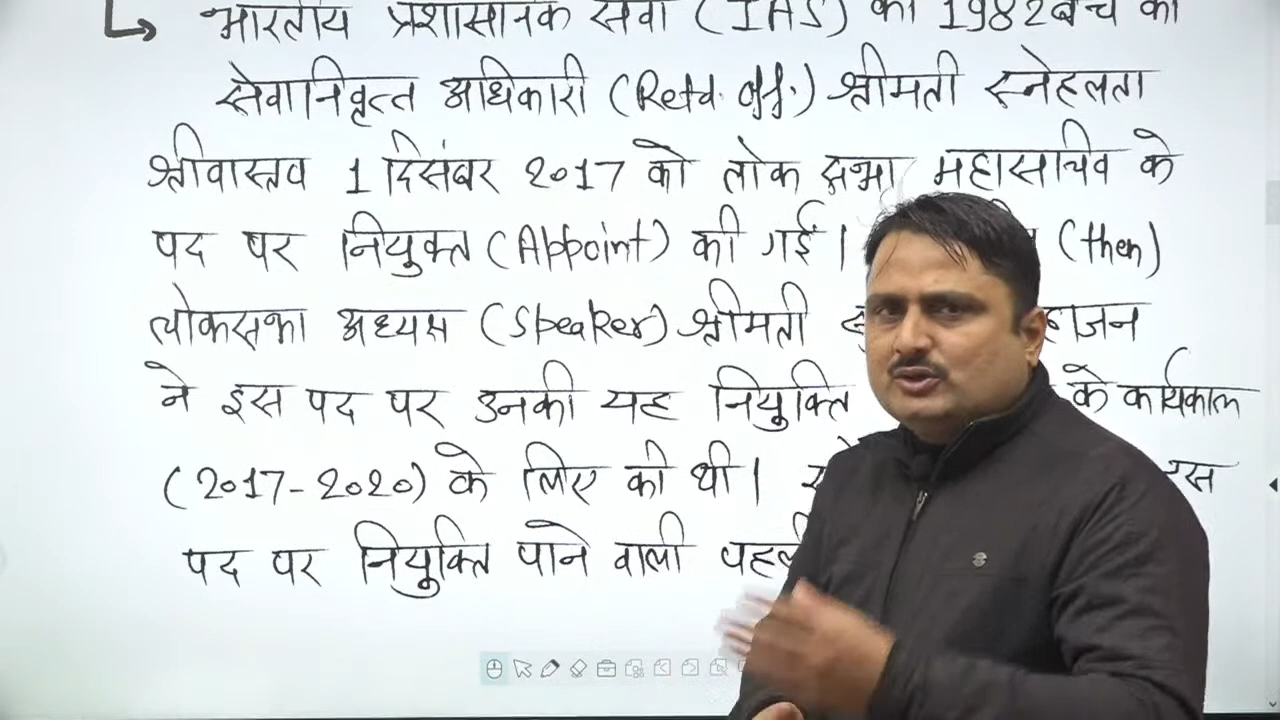 भारतीय प्रशासनिक सेवा (IAS) की 1982 बैच की
सेवानिवृत्त अधिकारी (Retd. off.) श्रीमती स्नेहलता
श्रीवास्तव 1 दिसंबर 2017 को लोक सभा महासचिव के
पद पर नियुक्त (Appoint) की गईं। (then)
लोकसभा अध्यक्ष (Speaker) श्रीमती
ने इस पद पर उनकी यह नियुक्ति के कार्यकाल
(2017-2020) के लिए की थी।
पद पर नियुक्ति पाने वाली